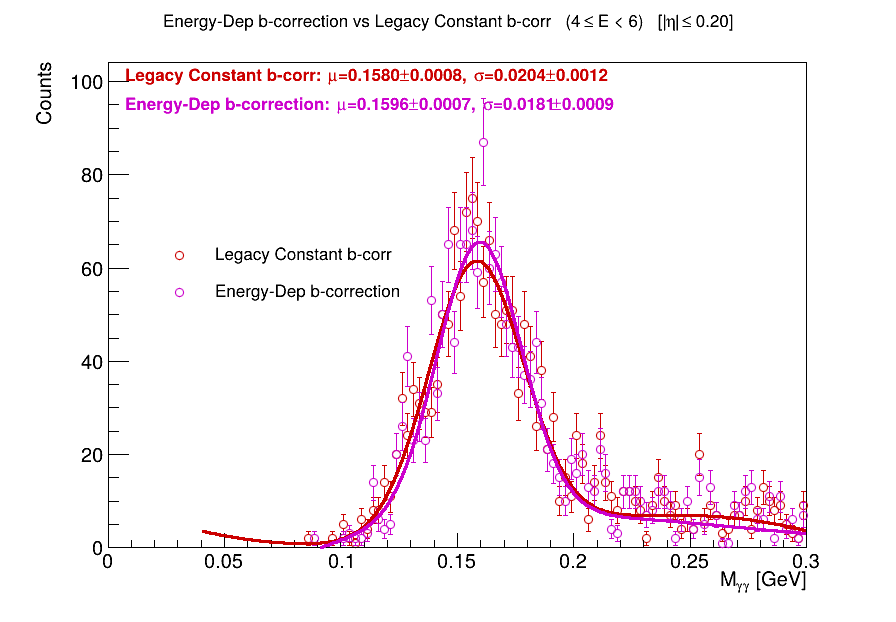 Energy-Dep b-correction vs Legacy Constant b-corr (4 ≤ E < 6) [|η| ≤ 0.20]
Counts
Legacy Constant b-corr: μ=0.1580±0.0008, σ=0.0204±0.0012
Energy-Dep b-correction: μ=0.1596±0.0007, σ=0.0181±0.0009
100
80
60
40
20
0
Legacy Constant b-corr
Energy-Dep b-correction
0 0.05 0.1 0.15 0.2 0.25 0.3
Mγγ [GeV]